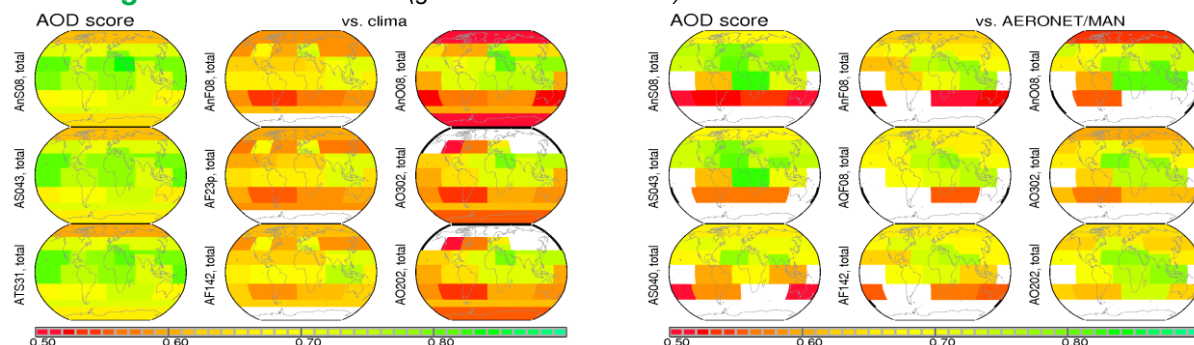 AOD score vs. clima
AnS08, total
AnF08, total
AnO08, total
AS043, total
AF23p, total
AO302, total
ATS31, total
AF142, total
AO202, total
0.50 0.60 0.70 0.80
AOD score vs. AERONET/MAN
AnS08, total
AnF08, total
AnO08, total
AS043, total
AQF08, total
AO302, total
AS040, total
AF142, total
AO202, total
0.50 0.60 0.70 0.80